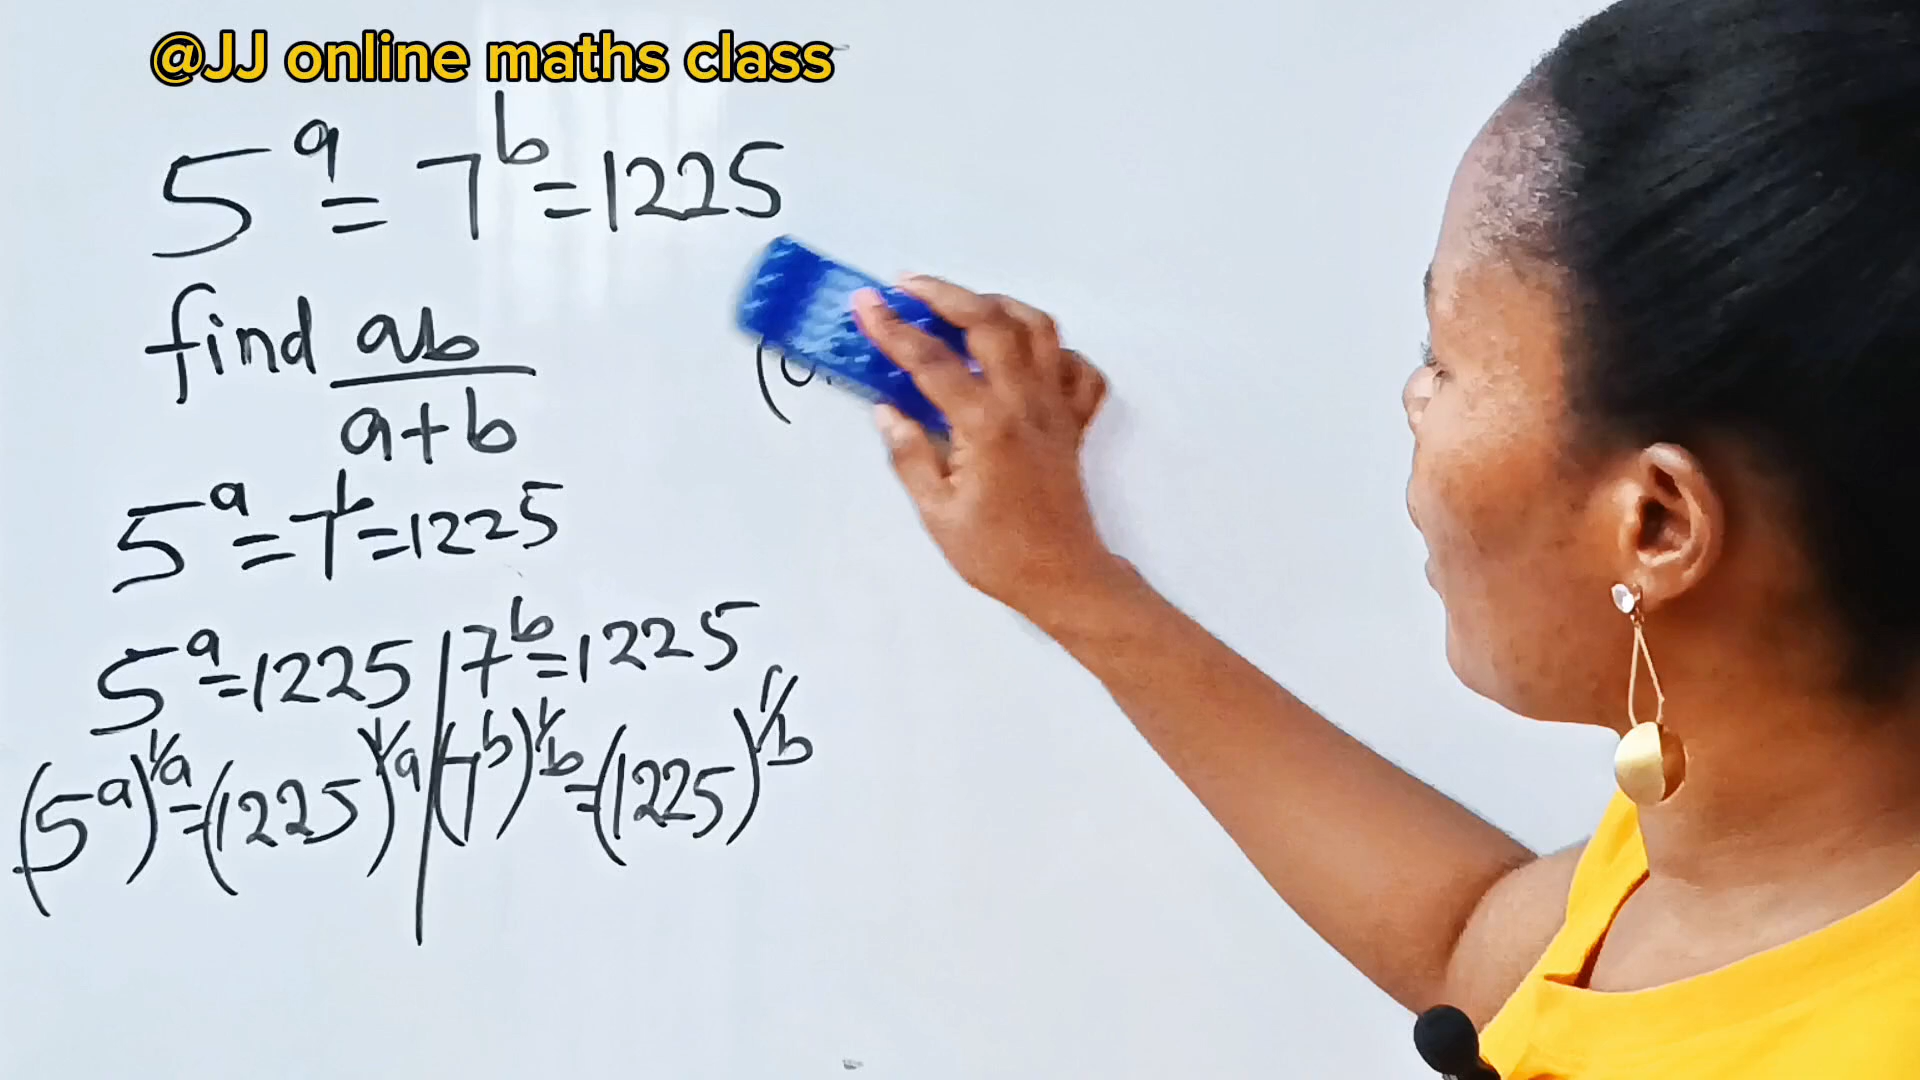 @JJ online maths class
5^a = 7^b = 1225
find ab/a+b
5^a = 7^b = 1225
5^a = 1225 | 7^b = 1225
(5^a)^1/a = (1225)^1/a | (7^b)^1/b = (1225)^1/b